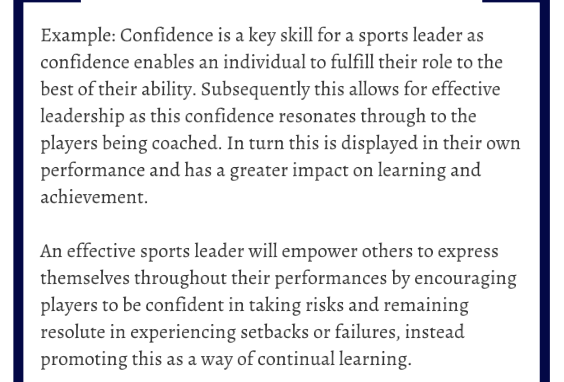 Example: Confidence is a key skill for a sports leader as
confidence enables an individual to fulfill their role to the
best of their ability. Subsequently this allows for effective
leadership as this confidence resonates through to the
players being coached. In turn this is displayed in their own
performance and has a greater impact on learning and
achievement.
An effective sports leader will empower others to express
themselves throughout their performances by encouraging
players to be confident in taking risks and remaining
resolute in experiencing setbacks or failures, instead
promoting this as a way of continual learning.